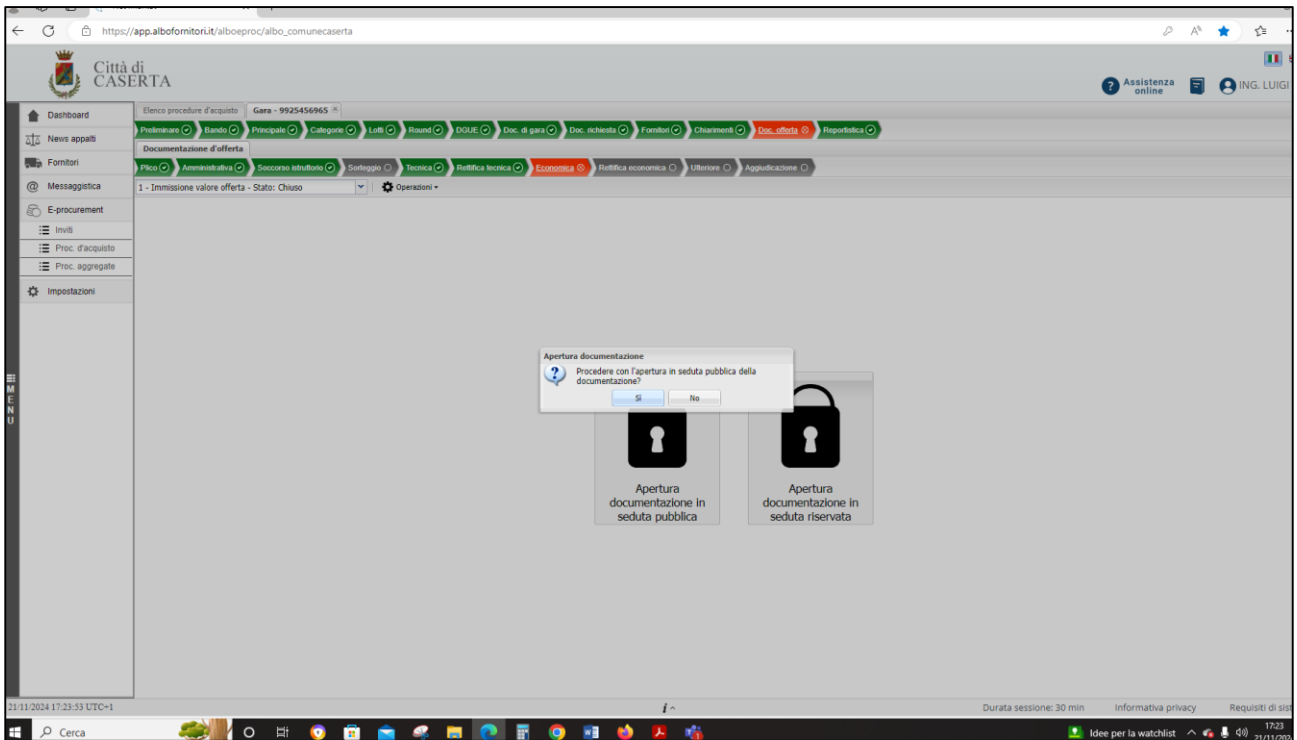 https://app.albofornitori.it/alboeproc/albo_comunecaserta
Città di
CASERTA
Assistenza
online
ING. LUIGI
Dashboard
News appalti
Fornitori
Messaggistica
E-procurement
Inviti
Proc. d'acquisto
Proc. aggregate
Impostazioni
MENU
Elenco procedure d'acquisto
Gara - 9925456965
Preliminare
Bando
Principale
Categorie
Lotti
Round
DGUE
Doc. di gara
Doc. richiesta
Fornitori
Chiarimenti
Doc. offerta
Reportistica
Documentazione d'offerta
Plico
Amministrativa
Soccorso istruttorio
Sorteggio
Tecnica
Rettifica tecnica
Economica
Rettifica economica
Ulteriore
Aggiudicazione
1 - Immissione valore offerta - Stato: Chiuso
Operazioni
Apertura documentazione
Procedere con l'apertura in seduta pubblica della
documentazione?
Sì
No
Apertura
documentazione in
seduta pubblica
Apertura
documentazione in
seduta riservata
21/11/2024 17:23:53 UTC+1
Durata sessione: 30 min
Informativa privacy
Requisiti di sist
Cerca
Idee per la watchlist
17:23
21/11/202